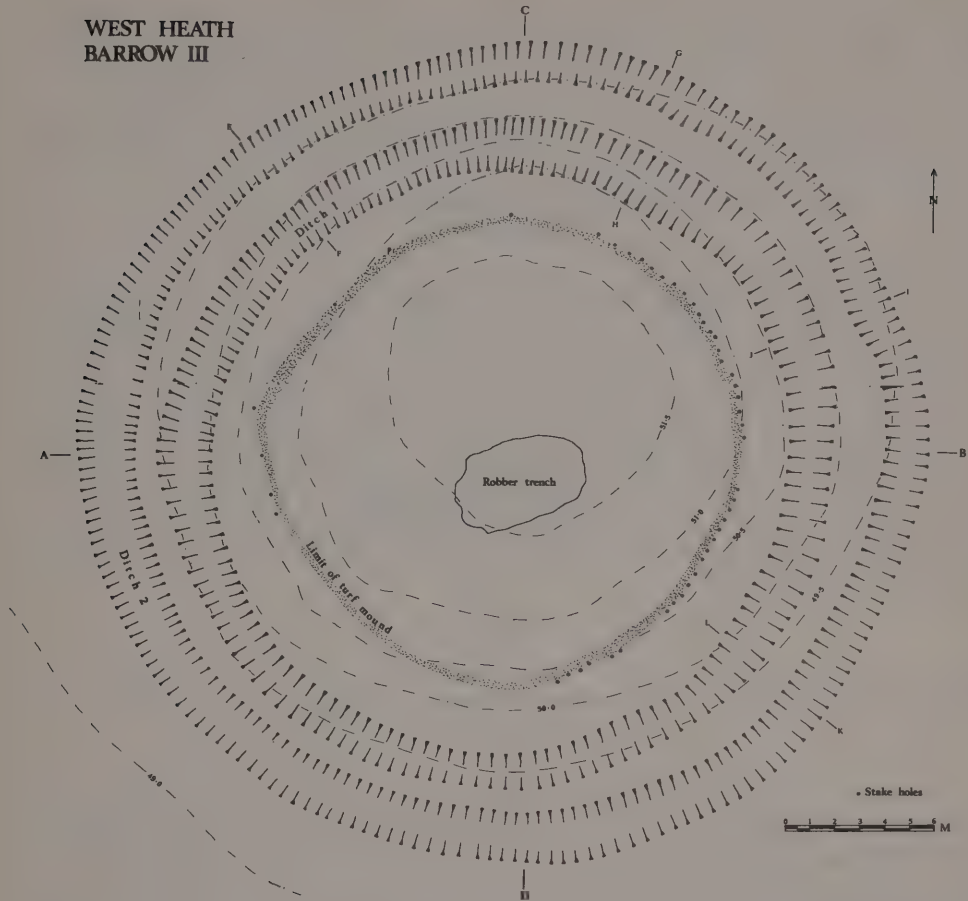 WEST HEATH
BARROW III
C
G
E
N
Ditch 1
F
H
I
J
51·5
A
B
Robber trench
51·0
50·5
Limit of turf mound
Ditch 2
49·5
L
50·0
K
49·0
Stake holes
0 1 2 3 4 5 6 M
D